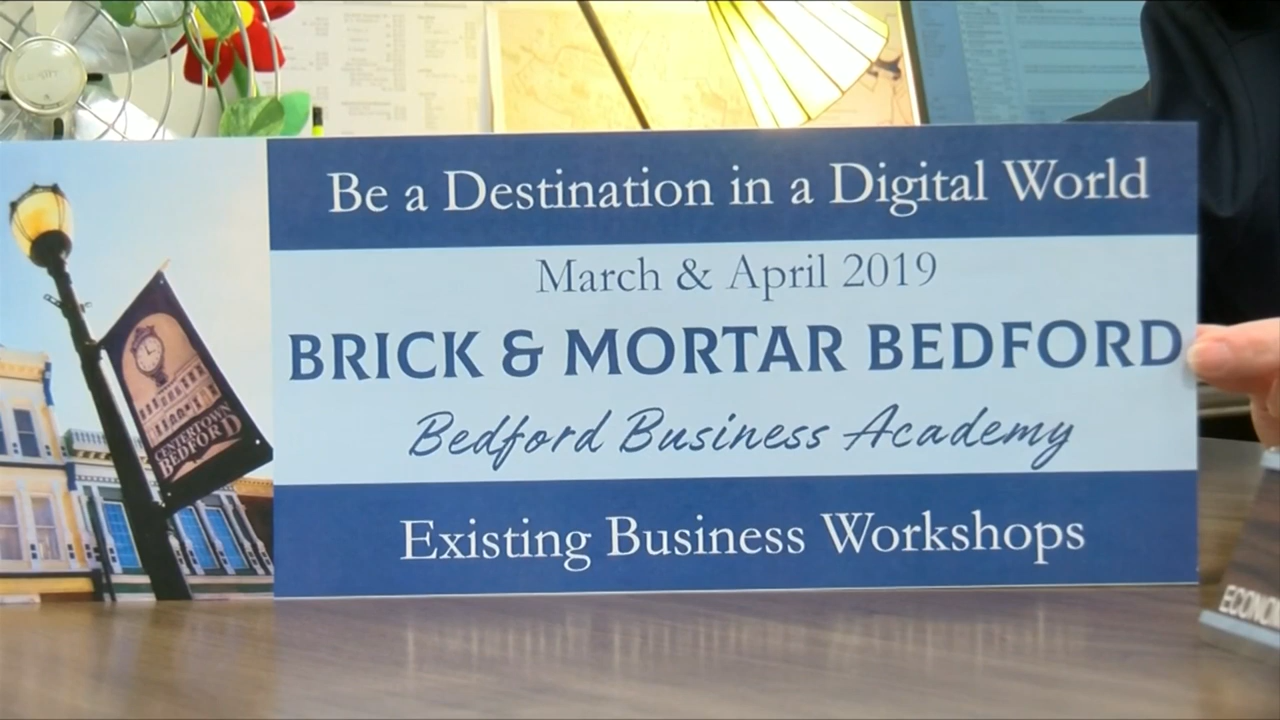 Be a Destination in a Digital World
March & April 2019
BRICK & MORTAR BEDFORD
Bedford Business Academy
Existing Business Workshops
CENTERTOWN
BEDFORD